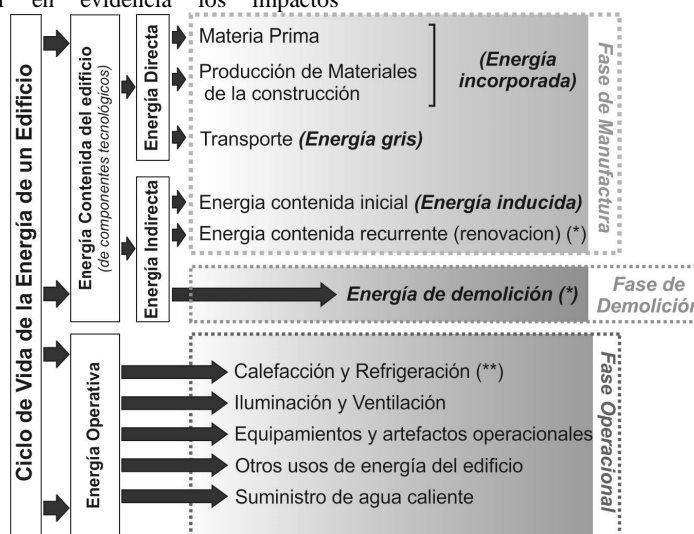 en evidencia los impactos
Ciclo de Vida de la Energía de un Edificio
Energía Contenida del edificio
(de componentes tecnológicos)
Energía Directa
Materia Prima
Producción de Materiales
de la construcción
(Energía
incorporada)
Transporte (Energía gris)
Fase de Manufactura
Energía Indirecta
Energia contenida inicial (Energía inducida)
Energia contenida recurrente (renovacion) (*)
Energía de demolición (*)
Fase de
Demolición
Energía Operativa
Calefacción y Refrigeración (**)
Iluminación y Ventilación
Equipamientos y artefactos operacionales
Otros usos de energía del edificio
Suministro de agua caliente
Fase Operacional